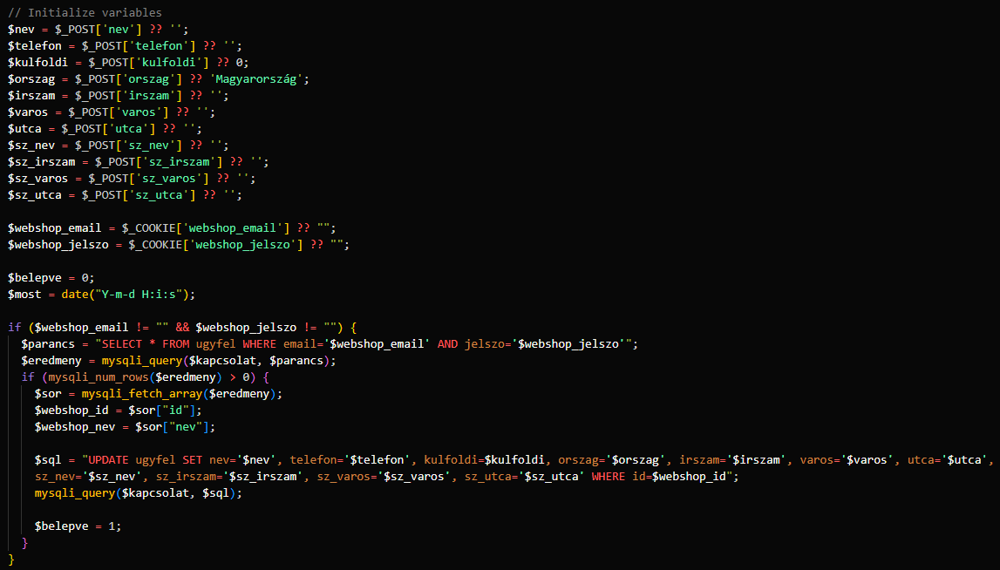 // Initialize variables
$nev = $_POST['nev'] ?? '';
$telefon = $_POST['telefon'] ?? '';
$kulfoldi = $_POST['kulfoldi'] ?? 0;
$orszag = $_POST['orszag'] ?? 'Magyarország';
$irszam = $_POST['irszam'] ?? '';
$varos = $_POST['varos'] ?? '';
$utca = $_POST['utca'] ?? '';
$sz_nev = $_POST['sz_nev'] ?? '';
$sz_irszam = $_POST['sz_irszam'] ?? '';
$sz_varos = $_POST['sz_varos'] ?? '';
$sz_utca = $_POST['sz_utca'] ?? '';

$webshop_email = $_COOKIE['webshop_email'] ?? "";
$webshop_jelszo = $_COOKIE['webshop_jelszo'] ?? "";

$belepve = 0;
$most = date("Y-m-d H:i:s");

if ($webshop_email != "" && $webshop_jelszo != "") {
  $parancs = "SELECT * FROM ugyfel WHERE email='$webshop_email' AND jelszo='$webshop_jelszo'";
  $eredmeny = mysqli_query($kapcsolat, $parancs);
  if (mysqli_num_rows($eredmeny) > 0) {
    $sor = mysqli_fetch_array($eredmeny);
    $webshop_id = $sor["id"];
    $webshop_nev = $sor["nev"];

    $sql = "UPDATE ugyfel SET nev='$nev', telefon='$telefon', kulfoldi=$kulfoldi, orszag='$orszag', irszam='$irszam', varos='$varos', utca='$utca',
    sz_nev='$sz_nev', sz_irszam='$sz_irszam', sz_varos='$sz_varos', sz_utca='$sz_utca' WHERE id=$webshop_id";
    mysqli_query($kapcsolat, $sql);

    $belepve = 1;
  }
}